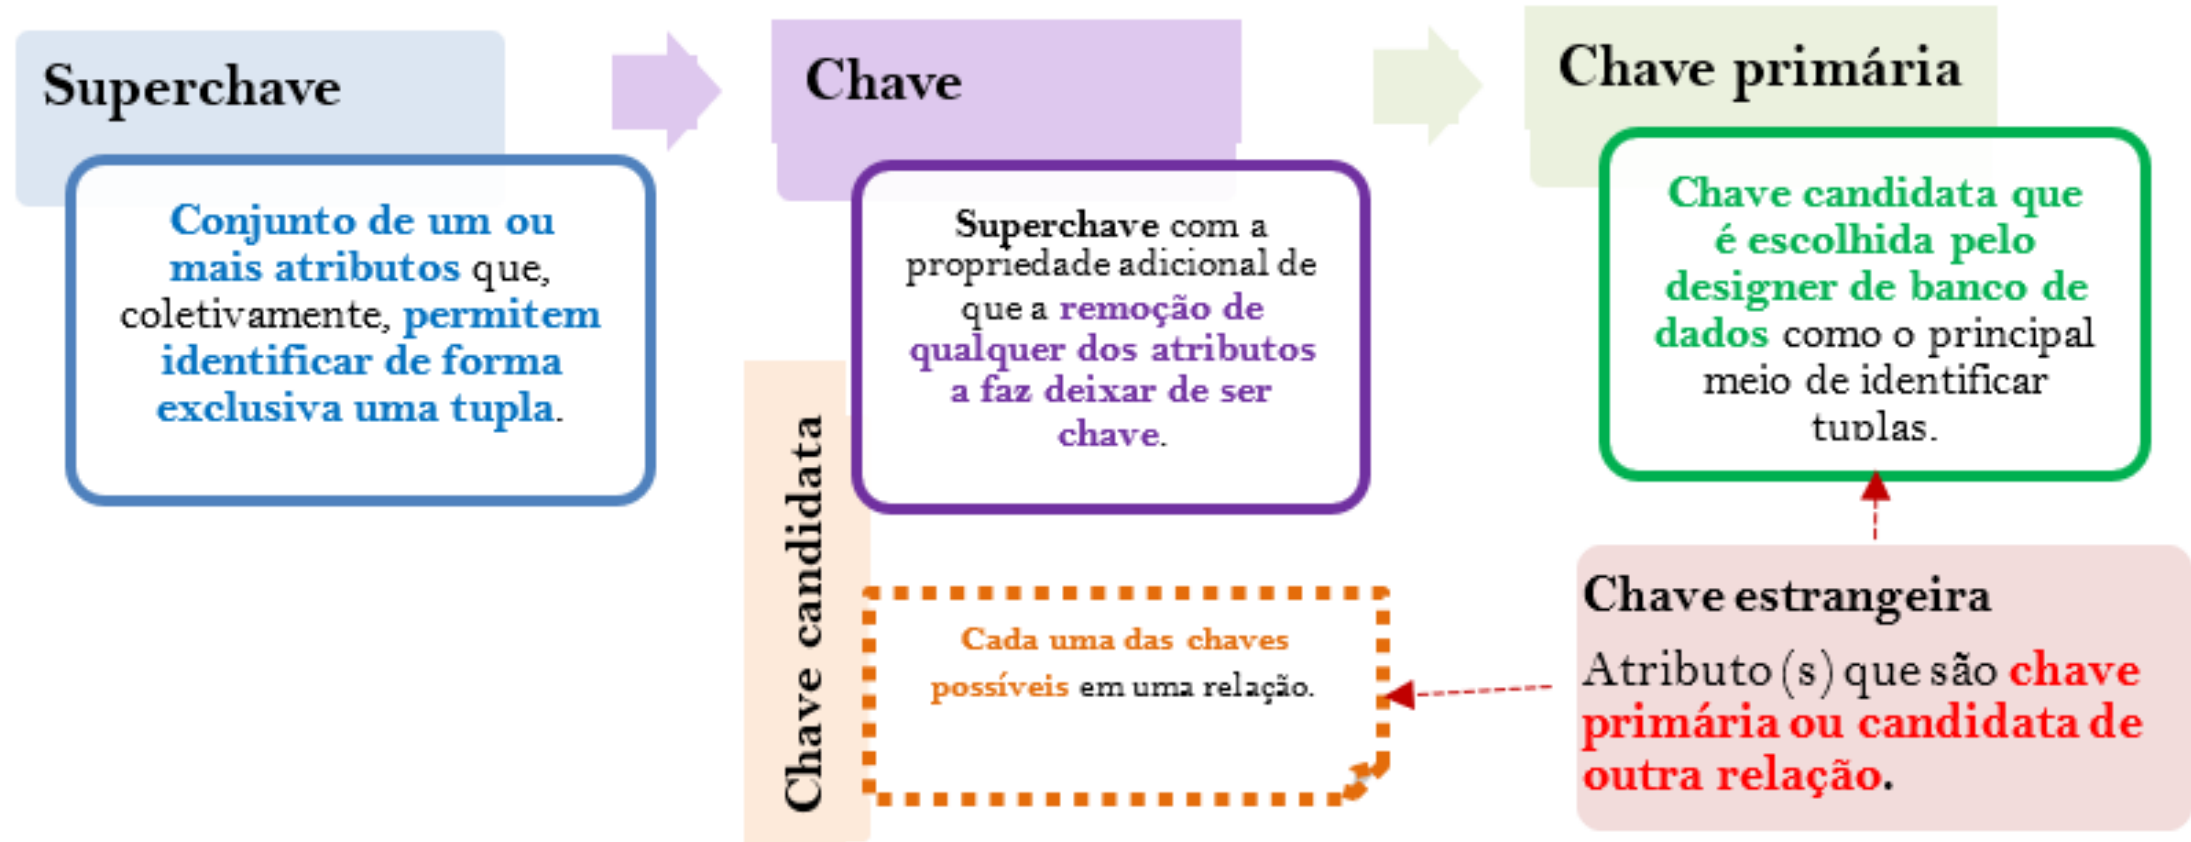 Superchave
Conjunto de um ou
mais atributos que,
coletivamente, permitem
identificar de forma
exclusiva uma tupla.
Chave
Superchave com a
propriedade adicional de
que a remoção de
qualquer dos atributos
a faz deixar de ser
chave.
Chave candidata
Cada uma das chaves
possíveis em uma relação.
Chave primária
Chave candidata que
é escolhida pelo
designer de banco de
dados como o principal
meio de identificar
tuplas.
Chave estrangeira
Atributo (s) que são chave
primária ou candidata de
outra relação.